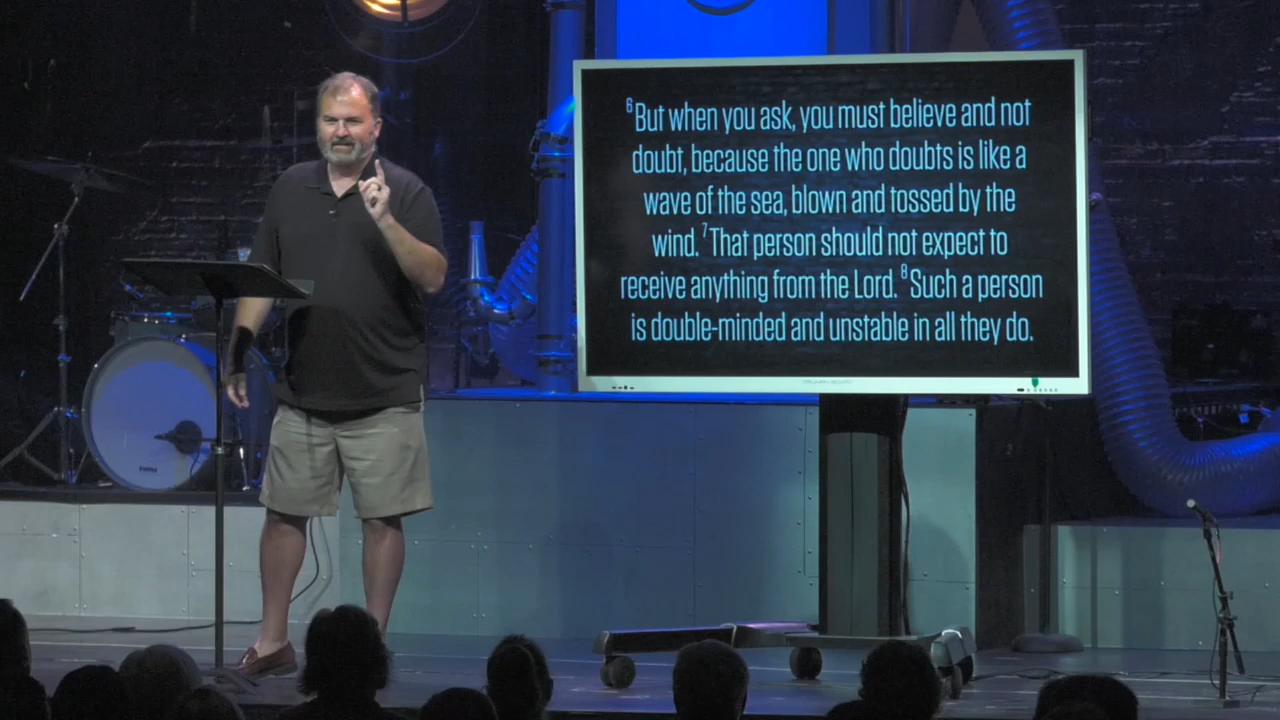 ⁶But when you ask, you must believe and not
doubt, because the one who doubts is like a
wave of the sea, blown and tossed by the
wind. ⁷That person should not expect to
receive anything from the Lord. ⁸Such a person
is double-minded and unstable in all they do.